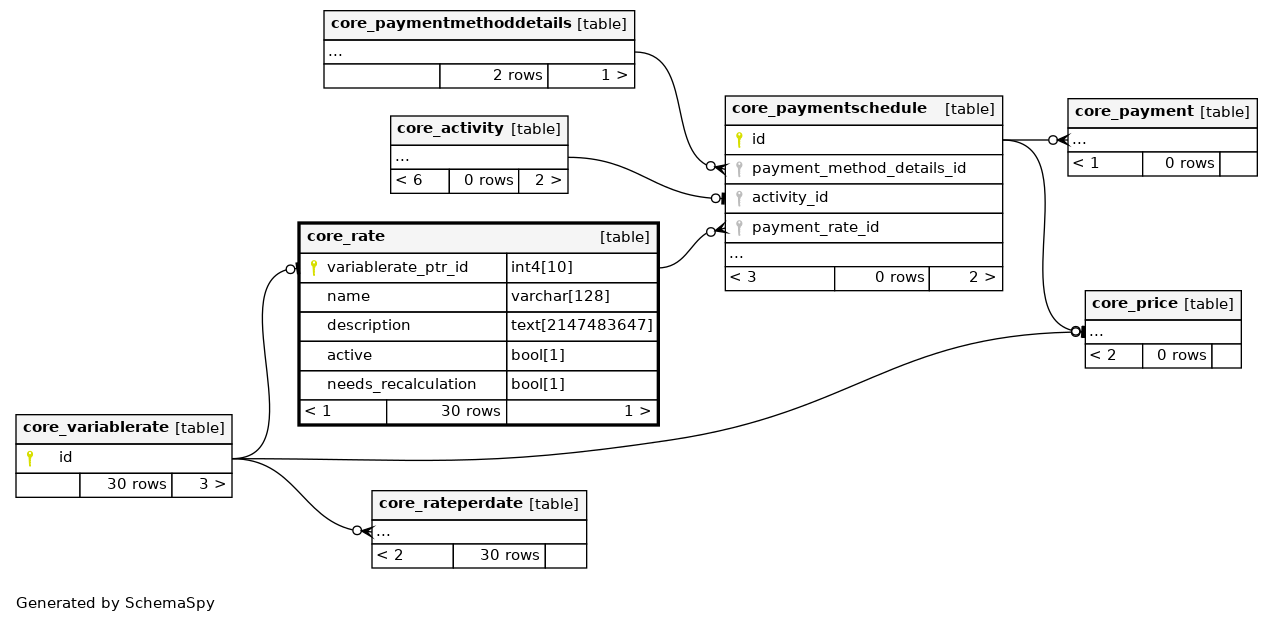 core_paymentmethoddetails [table]
...
2 rows 1 >
core_activity [table]
...
< 6 0 rows 2 >
core_paymentschedule [table]
id
payment_method_details_id
activity_id
payment_rate_id
...
< 3 0 rows 2 >
core_payment [table]
...
< 1 0 rows
core_rate [table]
variablerate_ptr_id int4[10]
name varchar[128]
description text[2147483647]
active bool[1]
needs_recalculation bool[1]
< 1 30 rows 1 >
core_price [table]
...
< 2 0 rows
core_variablerate [table]
id
30 rows 3 >
core_rateperdate [table]
...
< 2 30 rows
Generated by SchemaSpy